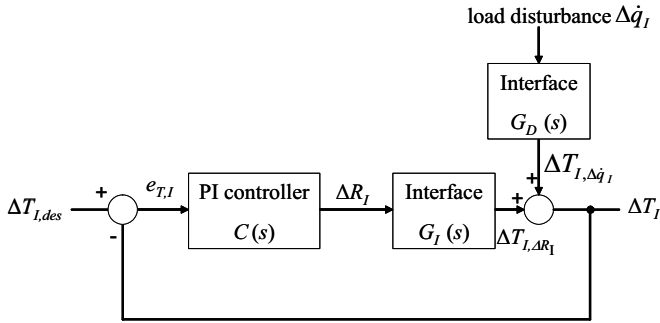 load disturbance Δq̇_I
Interface
G_D (s)
ΔT_{I,Δq̇_I}
+
+
+
-
ΔT_{I,des}
e_{T,I}
PI controller
C (s)
ΔR_I
Interface
G_I (s)
ΔT_{I,ΔR_I}
ΔT_I